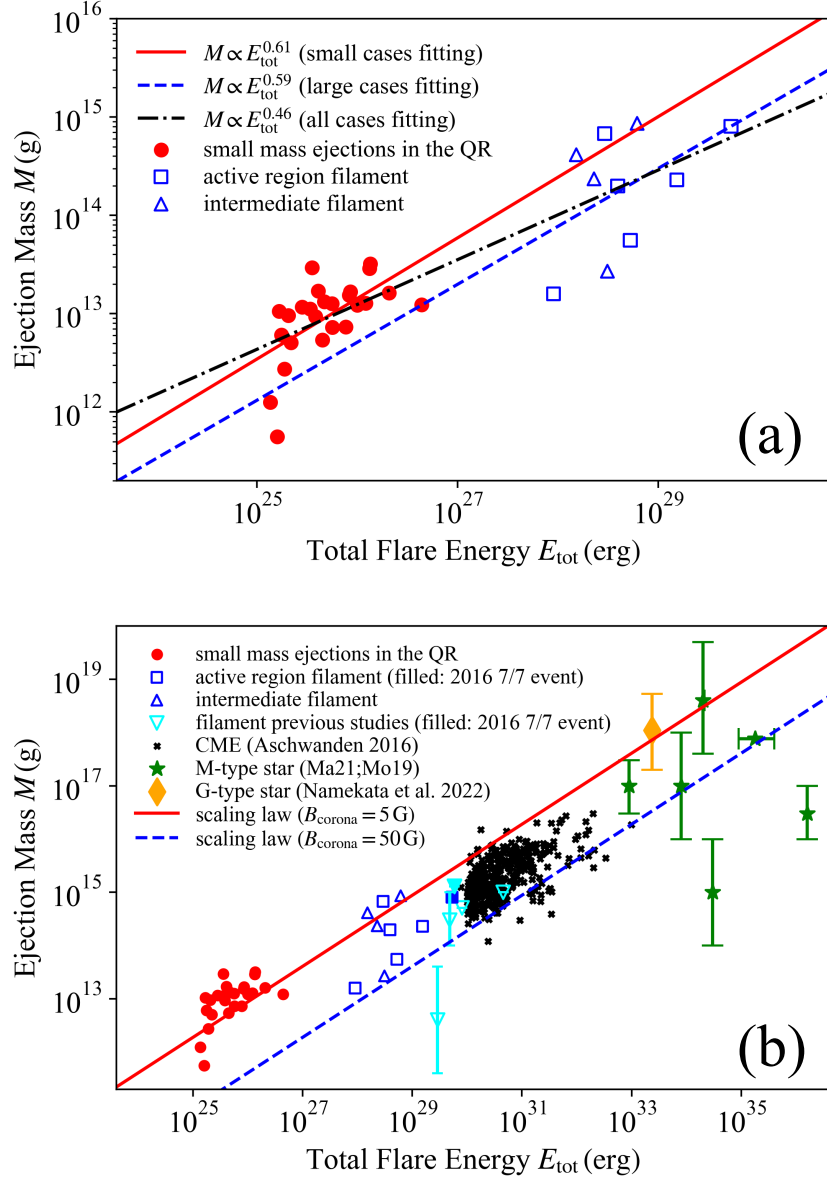 10^16
10^15
10^14
10^13
10^12
Ejection Mass M (g)
M ∝ E_tot^0.61 (small cases fitting)
M ∝ E_tot^0.59 (large cases fitting)
M ∝ E_tot^0.46 (all cases fitting)
small mass ejections in the QR
active region filament
intermediate filament
(a)
10^25 10^27 10^29
Total Flare Energy E_tot (erg)
10^19
10^17
10^15
10^13
Ejection Mass M (g)
small mass ejections in the QR
active region filament (filled: 2016 7/7 event)
intermediate filament
filament previous studies (filled: 2016 7/7 event)
CME (Aschwanden 2016)
M-type star (Ma21;Mo19)
G-type star (Namekata et al. 2022)
scaling law (B_corona = 5 G)
scaling law (B_corona = 50 G)
(b)
10^25 10^27 10^29 10^31 10^33 10^35
Total Flare Energy E_tot (erg)